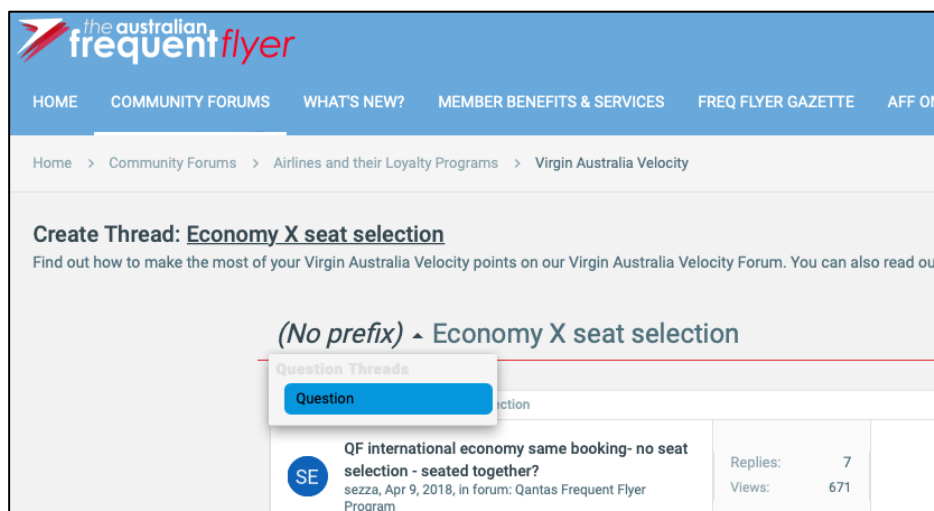 the australian
frequentflyer
HOME COMMUNITY FORUMS WHAT'S NEW? MEMBER BENEFITS & SERVICES FREQ FLYER GAZETTE AFF
Home > Community Forums > Airlines and their Loyalty Programs > Virgin Australia Velocity
Create Thread: Economy X seat selection
Find out how to make the most of your Virgin Australia Velocity points on our Virgin Australia Velocity Forum. You can also read
(No prefix) Economy X seat selection
Question Threads
Question
QF international economy same booking- no seat
selection - seated together?
SE
sezza, Apr 9, 2018, in forum: Qantas Frequent Flyer
Program
Replies: 7
Views: 671